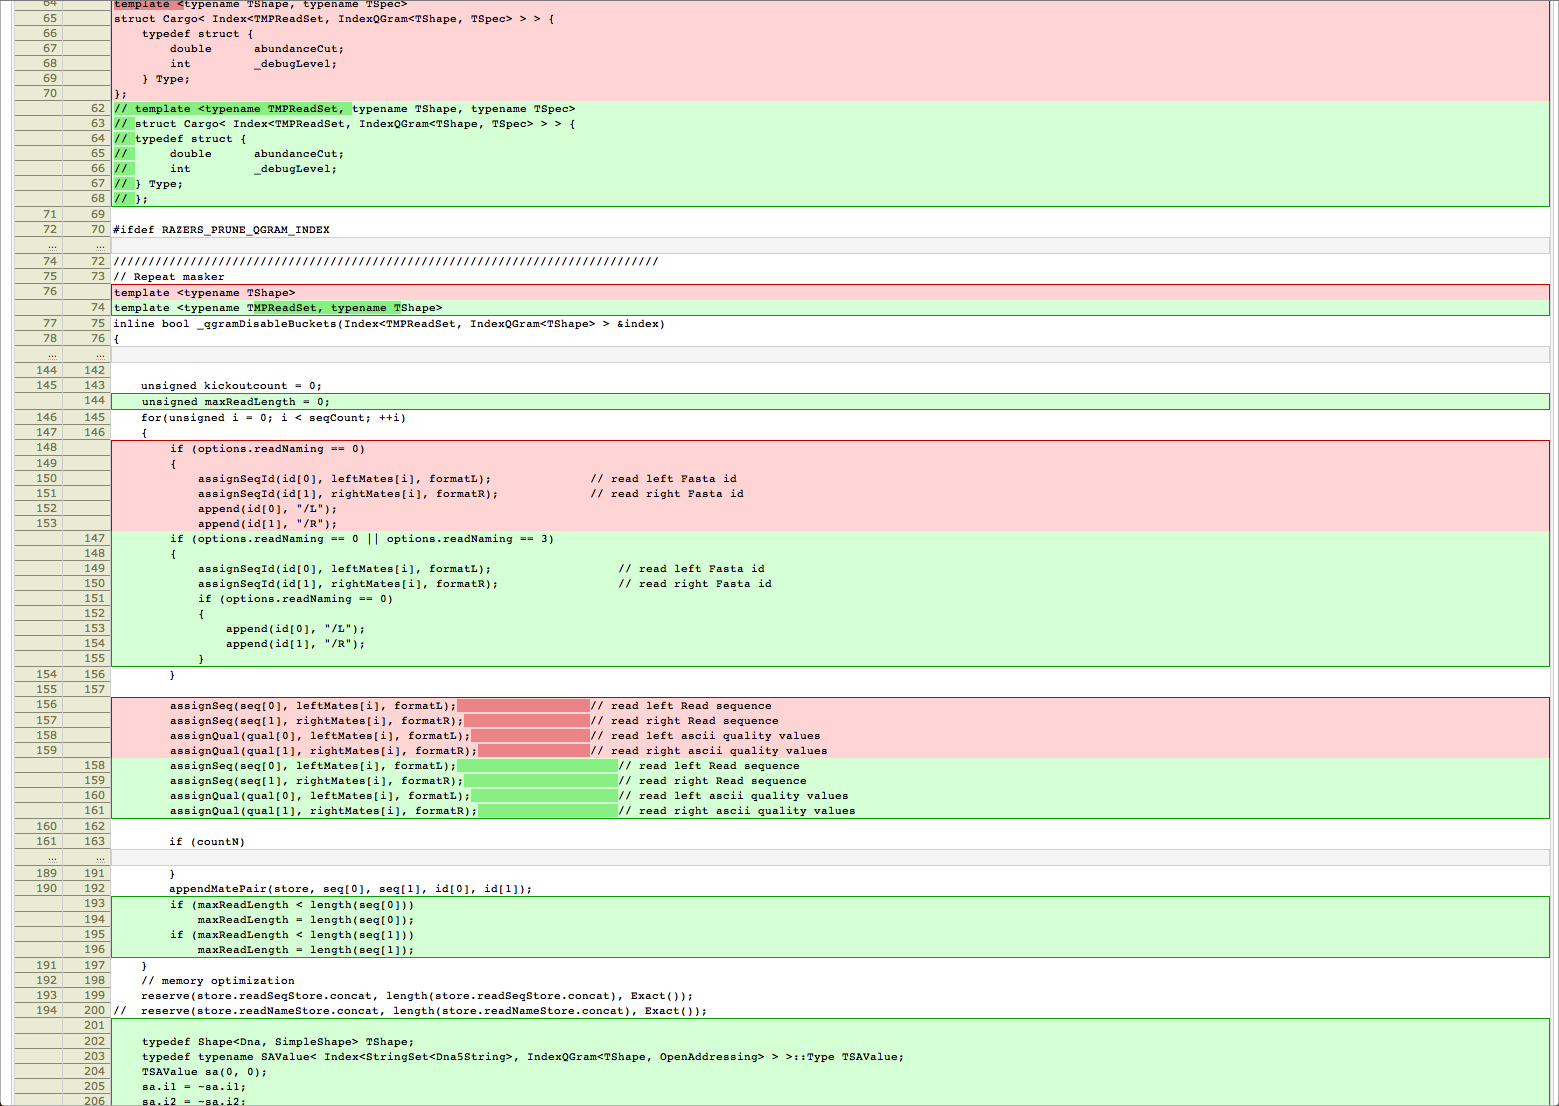 64 template <typename TShape, typename TSpec>
65 struct Cargo< Index<TMPReadSet, IndexQGram<TShape, TSpec> > > {
66 typedef struct {
67 double abundanceCut;
68 int _debugLevel;
69 } Type;
70 };
62 // template <typename TMPReadSet, typename TShape, typename TSpec>
63 // struct Cargo< Index<TMPReadSet, IndexQGram<TShape, TSpec> > > {
64 // typedef struct {
65 // double abundanceCut;
66 // int _debugLevel;
67 // } Type;
68 // };
71 69
72 70 #ifdef RAZERS_PRUNE_QGRAM_INDEX
... ...
74 72 //////////////////////////////////////////////////////////////////////////////
75 73 // Repeat masker
76 template <typename TShape>
74 template <typename TMPReadSet, typename TShape>
77 75 inline bool _qgramDisableBuckets(Index<TMPReadSet, IndexQGram<TShape> > &index)
78 76 {
... ...
144 142
145 143 unsigned kickoutcount = 0;
144 unsigned maxReadLength = 0;
146 145 for(unsigned i = 0; i < seqCount; ++i)
147 146 {
148 if (options.readNaming == 0)
149 {
150 assignSeqId(id[0], leftMates[i], formatL); // read left Fasta id
151 assignSeqId(id[1], rightMates[i], formatR); // read right Fasta id
152 append(id[0], "/L");
153 append(id[1], "/R");
147 if (options.readNaming == 0 || options.readNaming == 3)
148 {
149 assignSeqId(id[0], leftMates[i], formatL); // read left Fasta id
150 assignSeqId(id[1], rightMates[i], formatR); // read right Fasta id
151 if (options.readNaming == 0)
152 {
153 append(id[0], "/L");
154 append(id[1], "/R");
155 }
154 156 }
155 157
156 assignSeq(seq[0], leftMates[i], formatL); // read left Read sequence
157 assignSeq(seq[1], rightMates[i], formatR); // read right Read sequence
158 assignQual(qual[0], leftMates[i], formatL); // read left ascii quality values
159 assignQual(qual[1], rightMates[i], formatR); // read right ascii quality values
158 assignSeq(seq[0], leftMates[i], formatL); // read left Read sequence
159 assignSeq(seq[1], rightMates[i], formatR); // read right Read sequence
160 assignQual(qual[0], leftMates[i], formatL); // read left ascii quality values
161 assignQual(qual[1], rightMates[i], formatR); // read right ascii quality values
160 162
161 163 if (countN)
... ...
189 191 }
190 192 appendMatePair(store, seq[0], seq[1], id[0], id[1]);
193 if (maxReadLength < length(seq[0]))
194 maxReadLength = length(seq[0]);
195 if (maxReadLength < length(seq[1]))
196 maxReadLength = length(seq[1]);
191 197 }
192 198 // memory optimization
193 199 reserve(store.readSeqStore.concat, length(store.readSeqStore.concat), Exact());
194 200 // reserve(store.readNameStore.concat, length(store.readNameStore.concat), Exact());
201
202 typedef Shape<Dna, SimpleShape> TShape;
203 typedef typename SAValue< Index<StringSet<Dna5String>, IndexQGram<TShape, OpenAddressing> > >::Type TSAValue;
204 TSAValue sa(0, 0);
205 sa.i1 = ~sa.i1;
206 sa.i2 = ~sa.i2;